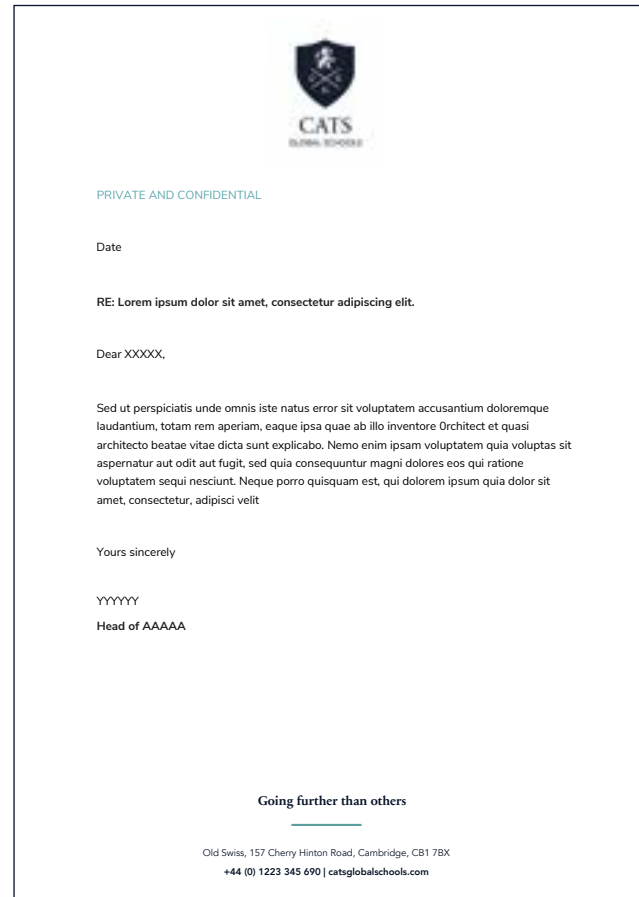 CATS
GLOBAL SCHOOLS
PRIVATE AND CONFIDENTIAL
Date
RE: Lorem ipsum dolor sit amet, consectetur adipiscing elit.
Dear XXXXX,
Sed ut perspiciatis unde omnis iste natus error sit voluptatem accusantium doloremque
laudantium, totam rem aperiam, eaque ipsa quae ab illo inventore 0rchitect et quasi
architecto beatae vitae dicta sunt explicabo. Nemo enim ipsam voluptatem quia voluptas sit
aspernatur aut odit aut fugit, sed quia consequuntur magni dolores eos qui ratione
voluptatem sequi nesciunt. Neque porro quisquam est, qui dolorem ipsum quia dolor sit
amet, consectetur, adipisci velit
Yours sincerely
YYYYYY
Head of AAAAA
Going further than others
Old Swiss, 157 Cherry Hinton Road, Cambridge, CB1 7BX
+44 (0) 1223 345 690 | catsglobalschools.com